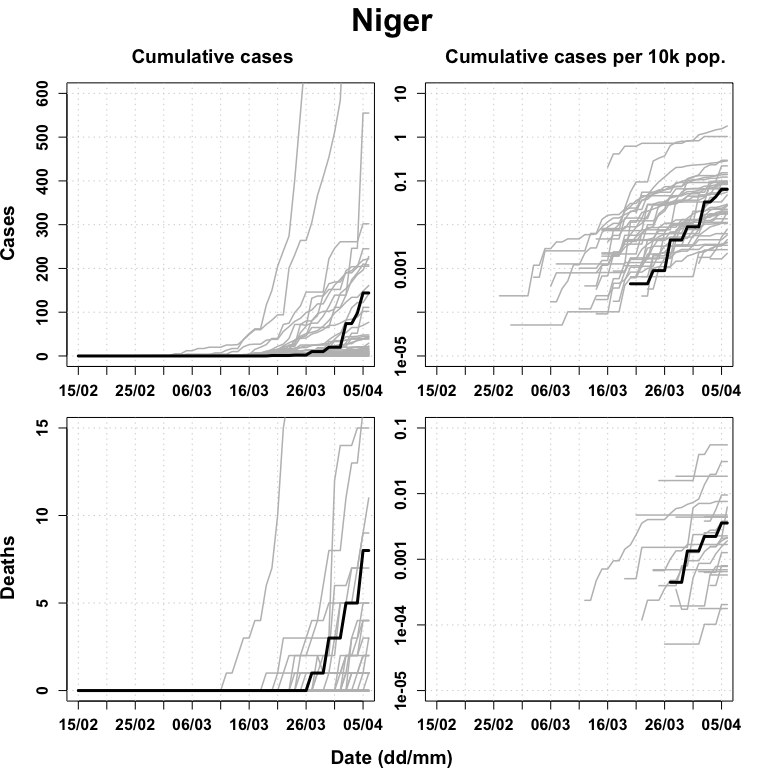 Niger
Cumulative cases
Cumulative cases per 10k pop.
Cases
600
500
400
300
200
100
0
15/02 25/02 06/03 16/03 26/03 05/04
10
1
0.1
0.001
1e-05
15/02 25/02 06/03 16/03 26/03 05/04
Deaths
15
10
5
0
15/02 25/02 06/03 16/03 26/03 05/04
0.1
0.01
0.001
1e-04
1e-05
15/02 25/02 06/03 16/03 26/03 05/04
Date (dd/mm)